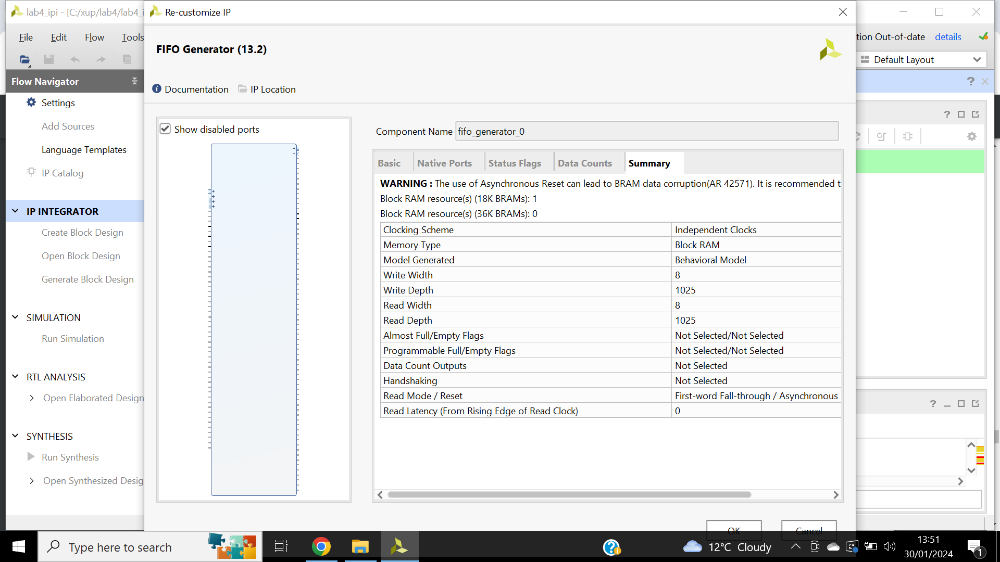 lab4_ipi - [C:/xup/lab4/lab4_i
Re-customize IP
File Edit Flow Tools
tion Out-of-date details
FIFO Generator (13.2)
Default Layout
Flow Navigator
Documentation IP Location
Settings
Add Sources
Language Templates
IP Catalog
IP INTEGRATOR
Create Block Design
Open Block Design
Generate Block Design
SIMULATION
Run Simulation
RTL ANALYSIS
Open Elaborated Design
SYNTHESIS
Run Synthesis
Open Synthesized Desig
Show disabled ports
Component Name fifo_generator_0
Basic Native Ports Status Flags Data Counts Summary
WARNING : The use of Asynchronous Reset can lead to BRAM data corruption(AR 42571). It is recommended t
Block RAM resource(s) (18K BRAMs): 1
Block RAM resource(s) (36K BRAMs): 0
Clocking Scheme Independent Clocks
Memory Type Block RAM
Model Generated Behavioral Model
Write Width 8
Write Depth 1025
Read Width 8
Read Depth 1025
Almost Full/Empty Flags Not Selected/Not Selected
Programmable Full/Empty Flags Not Selected/Not Selected
Data Count Outputs Not Selected
Handshaking Not Selected
Read Mode / Reset First-word Fall-through / Asynchronous
Read Latency (From Rising Edge of Read Clock) 0
OK Cancel
Type here to search
12°C Cloudy
13:51
30/01/2024
1